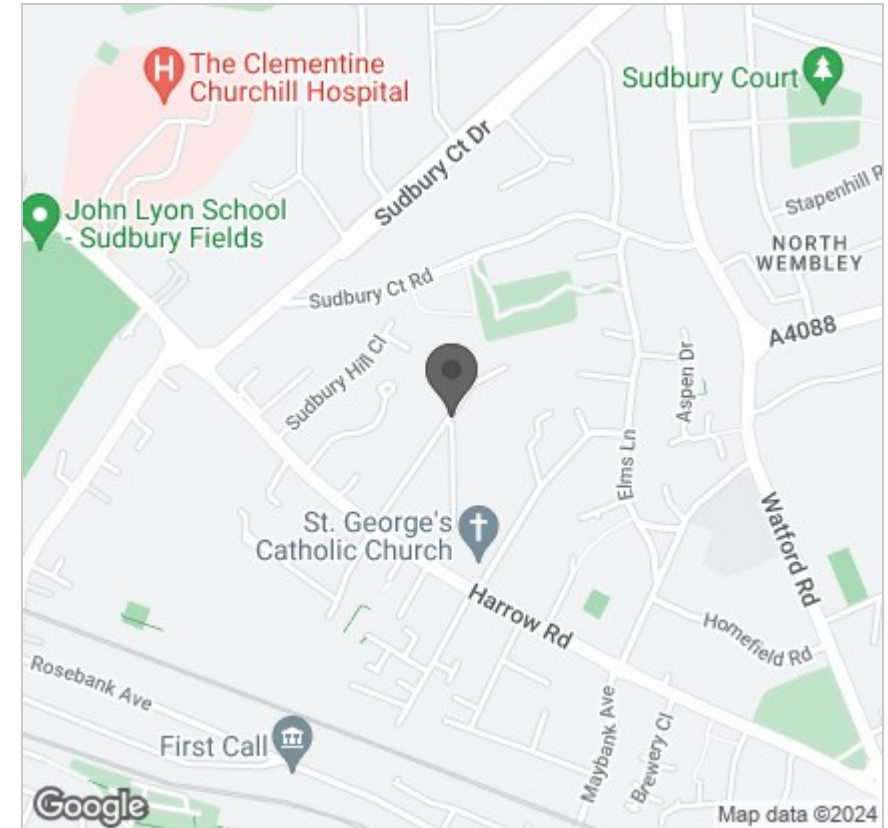 The Clementine
Churchill Hospital
Sudbury Court
Sudbury Ct Dr
Stapenhill R
John Lyon School
- Sudbury Fields
NORTH
WEMBLEY
Sudbury Ct Rd
A4088
Sudbury Hill Cl
Aspen Dr
Elms Ln
St. George's
Catholic Church
Watford Rd
Harrow Rd
Homefield Rd
Rosebank Ave
First Call
Maybank Ave
Brewery Cl
Google
Map data ©2024